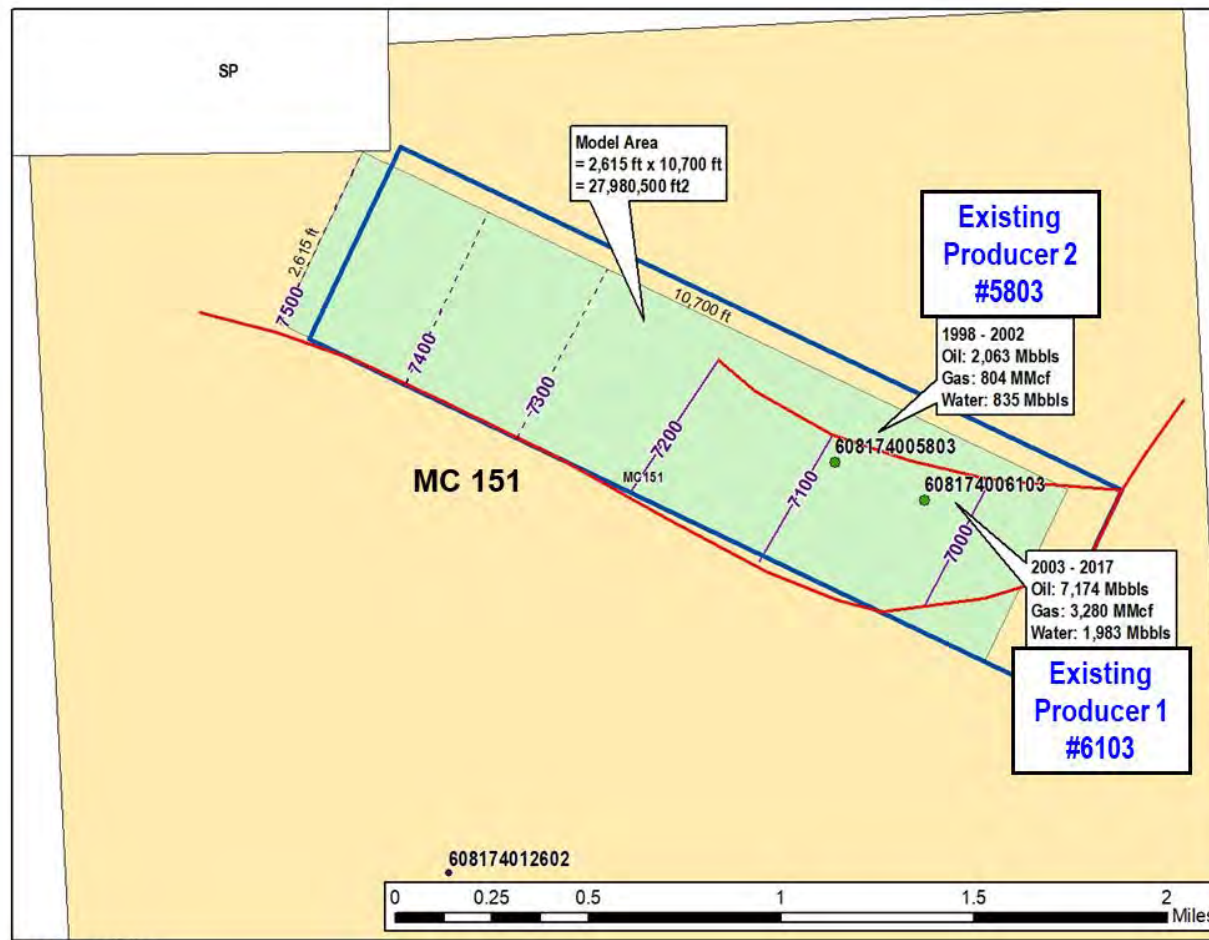 SP
Model Area
= 2,615 ft x 10,700 ft
= 27,980,500 ft2
2,615 ft
10,700 ft
7500
7400
7300
7200
7100
7000
Existing
Producer 2
#5803
1998 - 2002
Oil: 2,063 Mbbls
Gas: 804 MMcf
Water: 835 Mbbls
608174005803
MC 151
MC151
608174006103
2003 - 2017
Oil: 7,174 Mbbls
Gas: 3,280 MMcf
Water: 1,983 Mbbls
Existing
Producer 1
#6103
608174012602
0 0.25 0.5 1 1.5 2
Miles